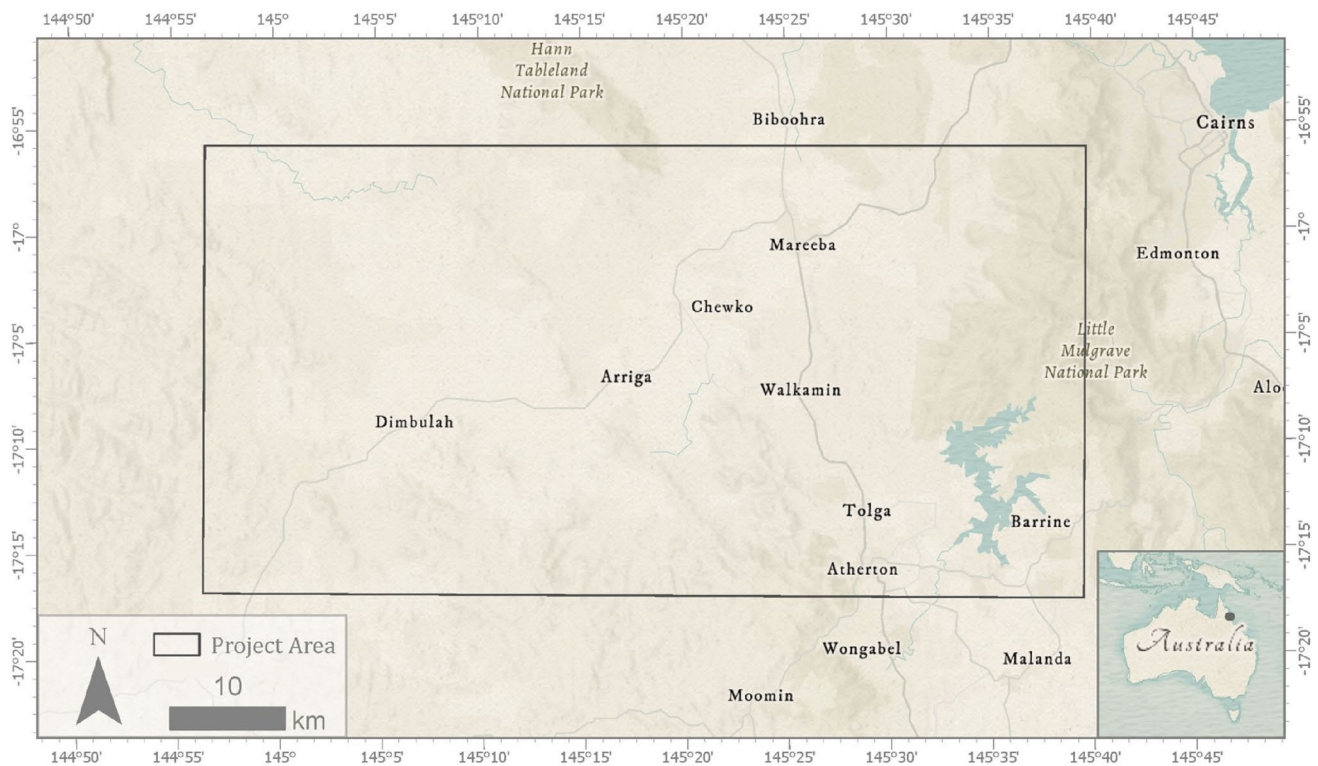 144°50' 144°55' 145° 145°5' 145°10' 145°15' 145°20' 145°25' 145°30' 145°35' 145°40' 145°45'
Hann
Tableland
National Park
-16°55'
-16°55'
Biboohra
Cairns
-17°
-17°
Mareeba
Edmonton
Chewko
-17°5'
-17°5'
Little
Mulgrave
National Park
Arriga
Walkamin
Alo
Dimbulah
-17°10'
-17°10'
Tolga
Barrine
-17°15'
-17°15'
Atherton
N
Project Area
10
km
-17°20'
-17°20'
Wongabel
Malanda
Moomin
Australia
144°50' 144°55' 145° 145°5' 145°10' 145°15' 145°20' 145°25' 145°30' 145°35' 145°40' 145°45'